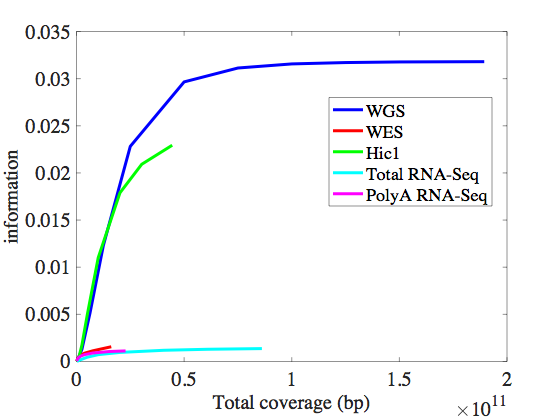 0.035
0.03
0.025
0.02
0.015
0.01
0.005
0
information
WGS
WES
Hic1
Total RNA-Seq
PolyA RNA-Seq
0 0.5 1 1.5 2
Total coverage (bp)
×10^11